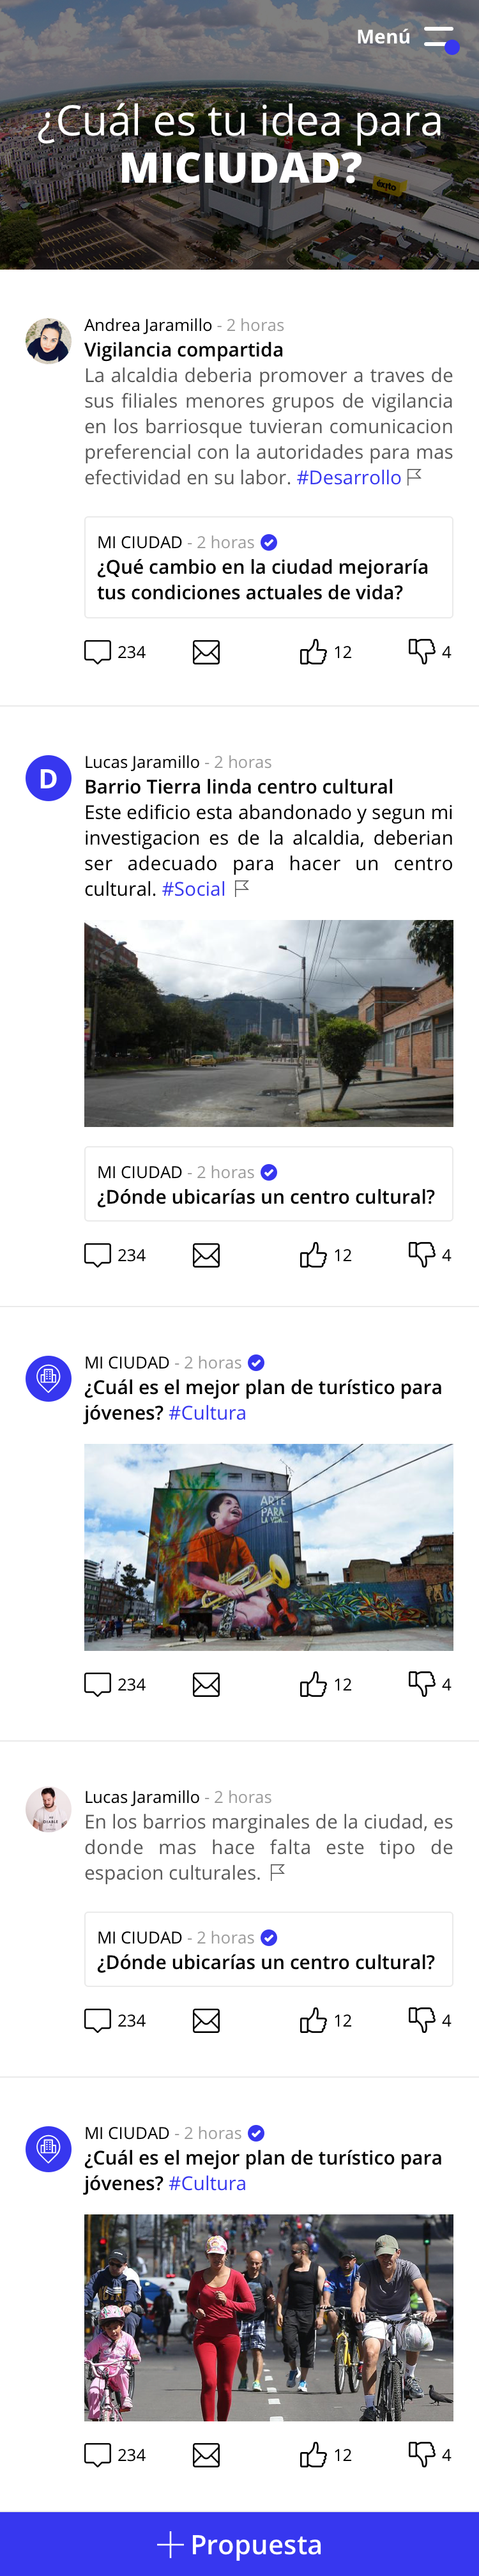 Menú
¿Cuál es tu idea para
MICIUDAD?
éxito
Andrea Jaramillo - 2 horas
Vigilancia compartida
La alcaldia deberia promover a traves de
sus filiales menores grupos de vigilancia
en los barriosque tuvieran comunicacion
preferencial con la autoridades para mas
efectividad en su labor. #Desarrollo
MI CIUDAD - 2 horas
¿Qué cambio en la ciudad mejoraría
tus condiciones actuales de vida?
234 12 4
D
Lucas Jaramillo - 2 horas
Barrio Tierra linda centro cultural
Este edificio esta abandonado y segun mi
investigacion es de la alcaldia, deberian
ser adecuado para hacer un centro
cultural. #Social
MI CIUDAD - 2 horas
¿Dónde ubicarías un centro cultural?
234 12 4
MI CIUDAD - 2 horas
¿Cuál es el mejor plan de turístico para
jóvenes? #Cultura
ARTE
PARA
LA VIDA...
234 12 4
Lucas Jaramillo - 2 horas
En los barrios marginales de la ciudad, es
donde mas hace falta este tipo de
espacion culturales.
MI CIUDAD - 2 horas
¿Dónde ubicarías un centro cultural?
234 12 4
MI CIUDAD - 2 horas
¿Cuál es el mejor plan de turístico para
jóvenes? #Cultura
234 12 4
Propuesta